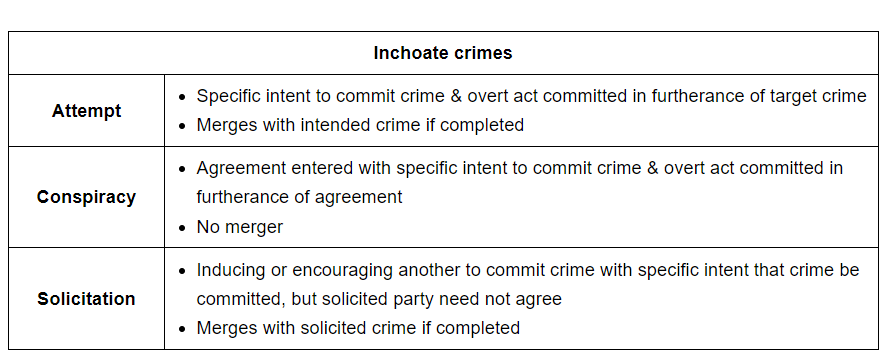 Inchoate crimes
Attempt
• Specific intent to commit crime & overt act committed in furtherance of target crime
• Merges with intended crime if completed
Conspiracy
• Agreement entered with specific intent to commit crime & overt act committed in
furtherance of agreement
• No merger
Solicitation
• Inducing or encouraging another to commit crime with specific intent that crime be
committed, but solicited party need not agree
• Merges with solicited crime if completed